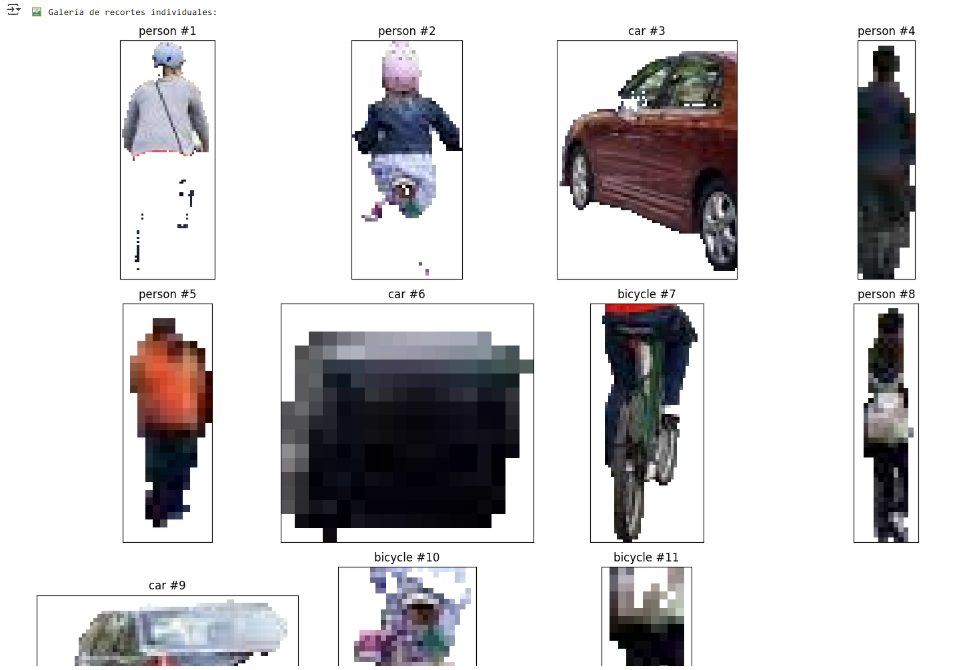 Galería de recortes individuales:
person #1
person #2
car #3
person #4
person #5
car #6
bicycle #7
person #8
car #9
bicycle #10
bicycle #11